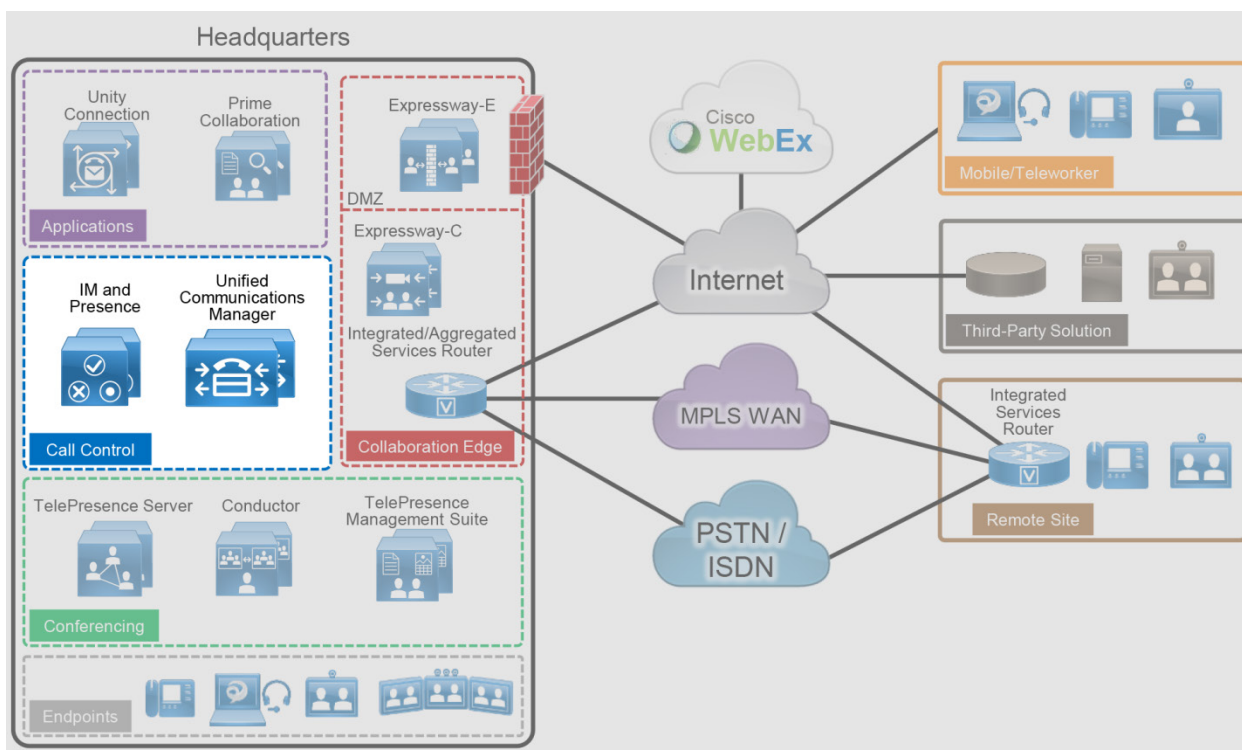 Headquarters
Unity
Connection
Prime
Collaboration
Applications
Expressway-E
DMZ
Expressway-C
Integrated/Aggregated
Services Router
V
Collaboration Edge
IM and
Presence
Unified
Communications
Manager
Call Control
TelePresence Server
Conductor
TelePresence
Management Suite
Conferencing
Endpoints
Cisco
WebEx
Internet
MPLS WAN
PSTN /
ISDN
Mobile/Teleworker
Third-Party Solution
Integrated
Services
Router
V
Remote Site